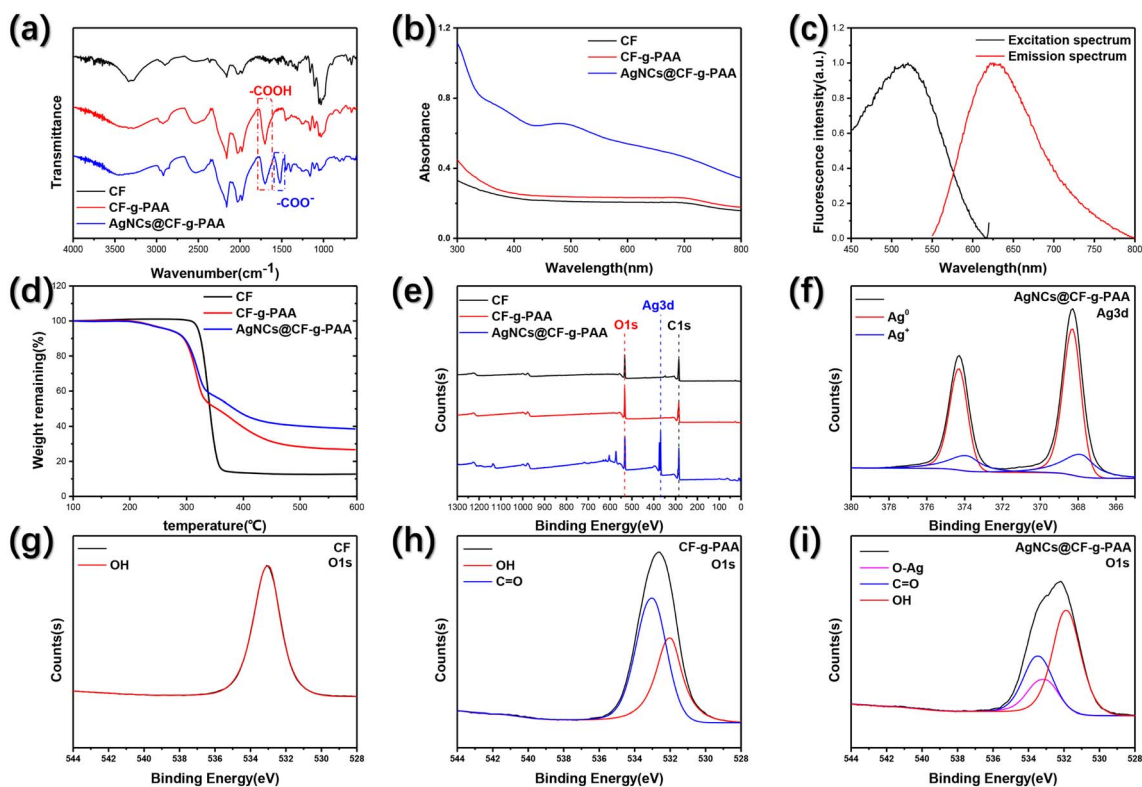 (a)
Transmittance
-COOH
-COO⁻
CF
CF-g-PAA
AgNCs@CF-g-PAA
4000 3500 3000 2500 2000 1500 1000
Wavenumber(cm⁻¹)
(b)
Absorbance
1.2
0.8
0.4
0.0
CF
CF-g-PAA
AgNCs@CF-g-PAA
300 400 500 600 700 800
Wavelength(nm)
(c)
Fluorescence intensity(a.u.)
1.2
1.0
0.8
0.6
0.4
0.2
0.0
Excitation spectrum
Emission spectrum
450 500 550 600 650 700 750 800
Wavelength(nm)
(d)
Weight remaining(%)
120
100
80
60
40
20
0
CF
CF-g-PAA
AgNCs@CF-g-PAA
100 200 300 400 500 600
temperature(℃)
(e)
Counts(s)
CF
CF-g-PAA
AgNCs@CF-g-PAA
O1s
Ag3d
C1s
1300 1200 1100 1000 900 800 700 600 500 400 300 200 100 0
Binding Energy(eV)
(f)
Counts(s)
AgNCs@CF-g-PAA
Ag3d
Ag⁰
Ag⁺
380 375 370 365
Binding Energy(eV)
(g)
Counts(s)
CF
O1s
OH
544 542 540 538 536 534 532 530 528
Binding Energy(eV)
(h)
Counts(s)
CF-g-PAA
O1s
OH
C=O
544 542 540 538 536 534 532 530 528
Binding Energy(eV)
(i)
Counts(s)
AgNCs@CF-g-PAA
O1s
O-Ag
C=O
OH
544 542 540 538 536 534 532 530 528
Binding Energy(eV)